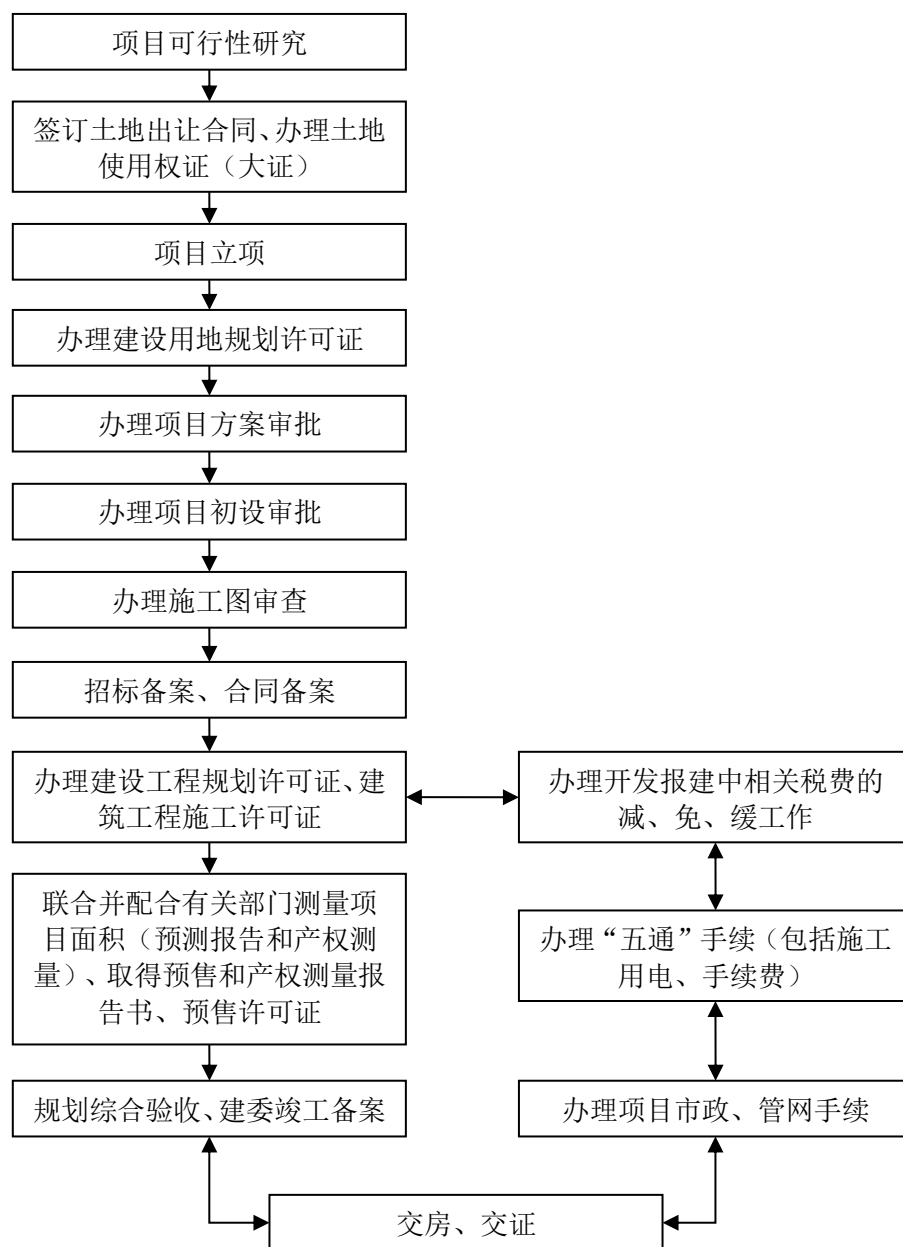 项目可行性研究
签订土地出让合同、办理土地
使用权证（大证）
项目立项
办理建设用地规划许可证
办理项目方案审批
办理项目初设审批
办理施工图审查
招标备案、合同备案
办理建设工程规划许可证、建
筑工程施工许可证
办理开发报建中相关税费的
减、免、缓工作
联合并配合有关部门测量项
目面积（预测报告和产权测
量）、取得预售和产权测量报
告书、预售许可证
办理“五通”手续（包括施工
用电、手续费）
规划综合验收、建委竣工备案
办理项目市政、管网手续
交房、交证